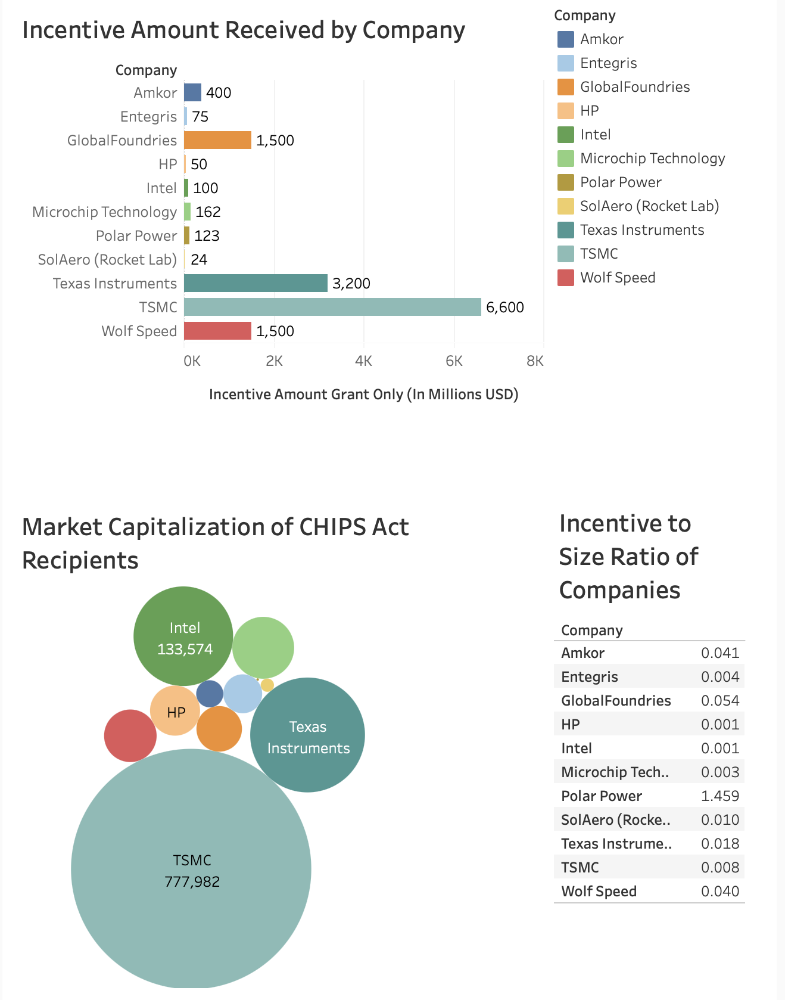 Incentive Amount Received by Company
Company
Amkor 400
Entegris 75
GlobalFoundries 1,500
HP 50
Intel 100
Microchip Technology 162
Polar Power 123
SolAero (Rocket Lab) 24
Texas Instruments 3,200
TSMC 6,600
Wolf Speed 1,500
0K 2K 4K 6K 8K
Incentive Amount Grant Only (In Millions USD)
Company
Amkor
Entegris
GlobalFoundries
HP
Intel
Microchip Technology
Polar Power
SolAero (Rocket Lab)
Texas Instruments
TSMC
Wolf Speed
Market Capitalization of CHIPS Act
Recipients
Intel
133,574
HP
Texas
Instruments
TSMC
777,982
Incentive to
Size Ratio of
Companies
Company
Amkor 0.041
Entegris 0.004
GlobalFoundries 0.054
HP 0.001
Intel 0.001
Microchip Tech.. 0.003
Polar Power 1.459
SolAero (Rocke.. 0.010
Texas Instrume.. 0.018
TSMC 0.008
Wolf Speed 0.040